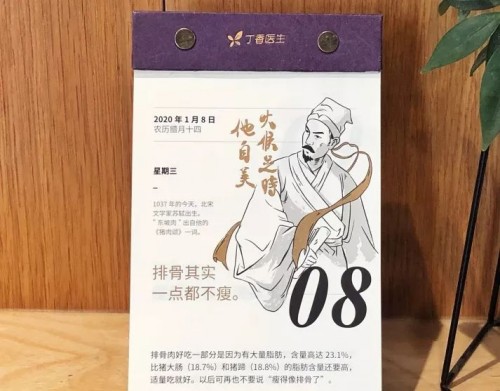 丁香医生
2020 年 1 月 8 日
农历腊月十四
火候足時
他自美
星期三
1037 年的今天，北宋
文学家苏轼出生。
“东坡肉”出自他的
《猪肉颂》一词。
排骨其实
一点都不瘦。
08
排骨肉好吃一部分是因为有大量脂肪，含量高达 23.1%，
比猪大肠（18.7%）和猪蹄（18.8%）的脂肪含量还要高，
适量吃就好。以后可再也不要说“瘦得像排骨了”。